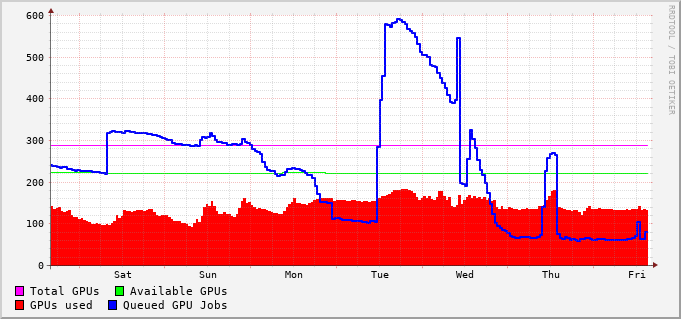 600
500
400
300
200
100
0
Sat Sun Mon Tue Wed Thu Fri
Total GPUs Available GPUs
GPUs used Queued GPU Jobs
RRDTOOL / TOBI OETIKER